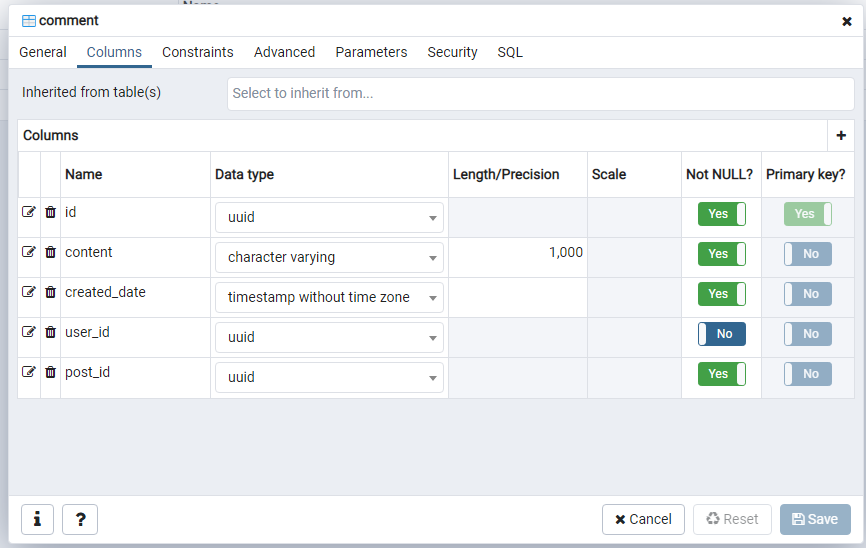 comment
General Columns Constraints Advanced Parameters Security SQL
Inherited from table(s) Select to inherit from...
Columns
Name Data type Length/Precision Scale Not NULL? Primary key?
id uuid Yes Yes
content character varying 1,000 Yes No
created_date timestamp without time zone Yes No
user_id uuid No No
post_id uuid Yes No
i ? Cancel Reset Save